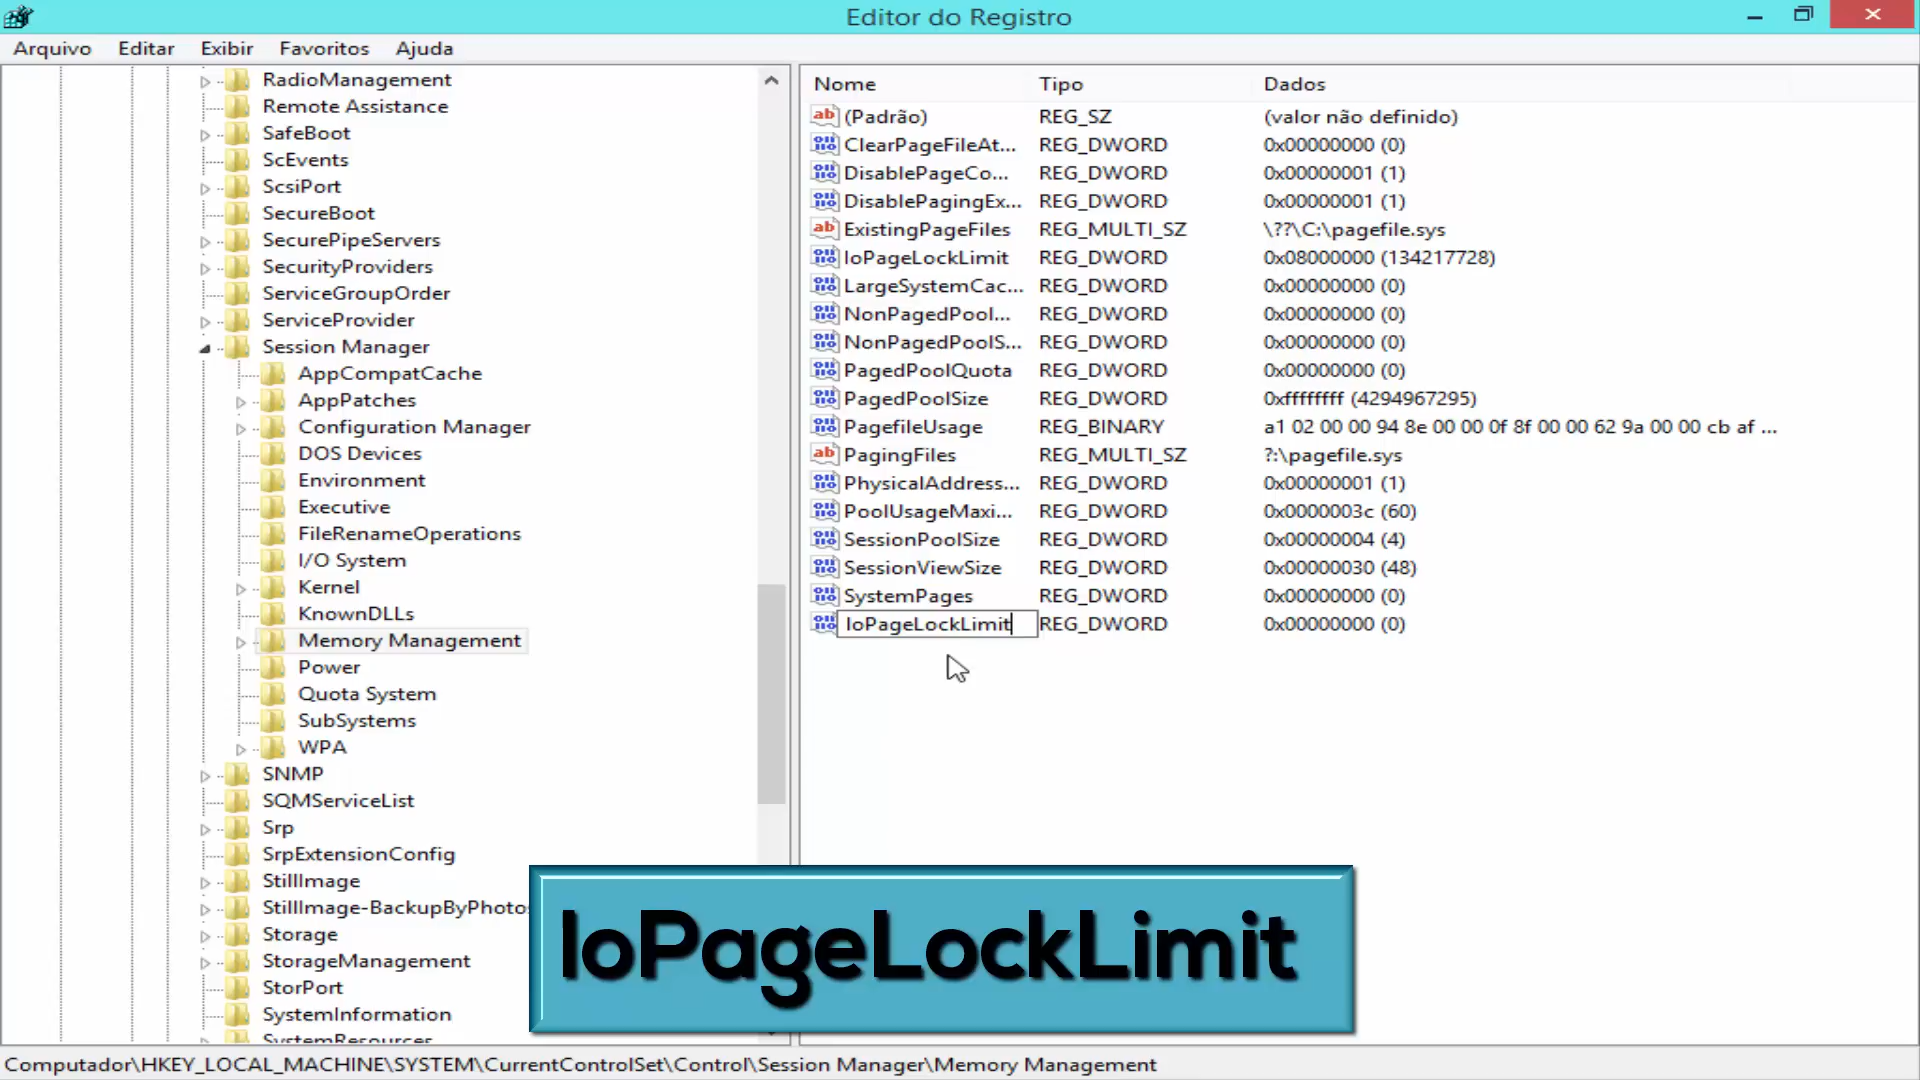 Editor do Registro
Arquivo Editar Exibir Favoritos Ajuda
RadioManagement
Remote Assistance
SafeBoot
ScEvents
ScsiPort
SecureBoot
SecurePipeServers
SecurityProviders
ServiceGroupOrder
ServiceProvider
Session Manager
AppCompatCache
AppPatches
Configuration Manager
DOS Devices
Environment
Executive
FileRenameOperations
I/O System
Kernel
KnownDLLs
Memory Management
Power
Quota System
SubSystems
WPA
SNMP
SQMServiceList
Srp
SrpExtensionConfig
StillImage
StillImage-BackupByPhotos
Storage
StorageManagement
StorPort
SystemInformation
SystemResources
Nome Tipo Dados
(Padrão) REG_SZ (valor não definido)
ClearPageFileAt... REG_DWORD 0x00000000 (0)
DisablePageCo... REG_DWORD 0x00000001 (1)
DisablePagingEx... REG_DWORD 0x00000001 (1)
ExistingPageFiles REG_MULTI_SZ \??\C:\pagefile.sys
IoPageLockLimit REG_DWORD 0x08000000 (134217728)
LargeSystemCac... REG_DWORD 0x00000000 (0)
NonPagedPool... REG_DWORD 0x00000000 (0)
NonPagedPoolS... REG_DWORD 0x00000000 (0)
PagedPoolQuota REG_DWORD 0x00000000 (0)
PagedPoolSize REG_DWORD 0xffffffff (4294967295)
PagefileUsage REG_BINARY a1 02 00 00 94 8e 00 00 0f 8f 00 00 62 9a 00 00 cb af ...
PagingFiles REG_MULTI_SZ ?:\pagefile.sys
PhysicalAddress... REG_DWORD 0x00000001 (1)
PoolUsageMaxi... REG_DWORD 0x0000003c (60)
SessionPoolSize REG_DWORD 0x00000004 (4)
SessionViewSize REG_DWORD 0x00000030 (48)
SystemPages REG_DWORD 0x00000000 (0)
IoPageLockLimit REG_DWORD 0x00000000 (0)
IoPageLockLimit
Computador\HKEY_LOCAL_MACHINE\SYSTEM\CurrentControlSet\Control\Session Manager\Memory Management